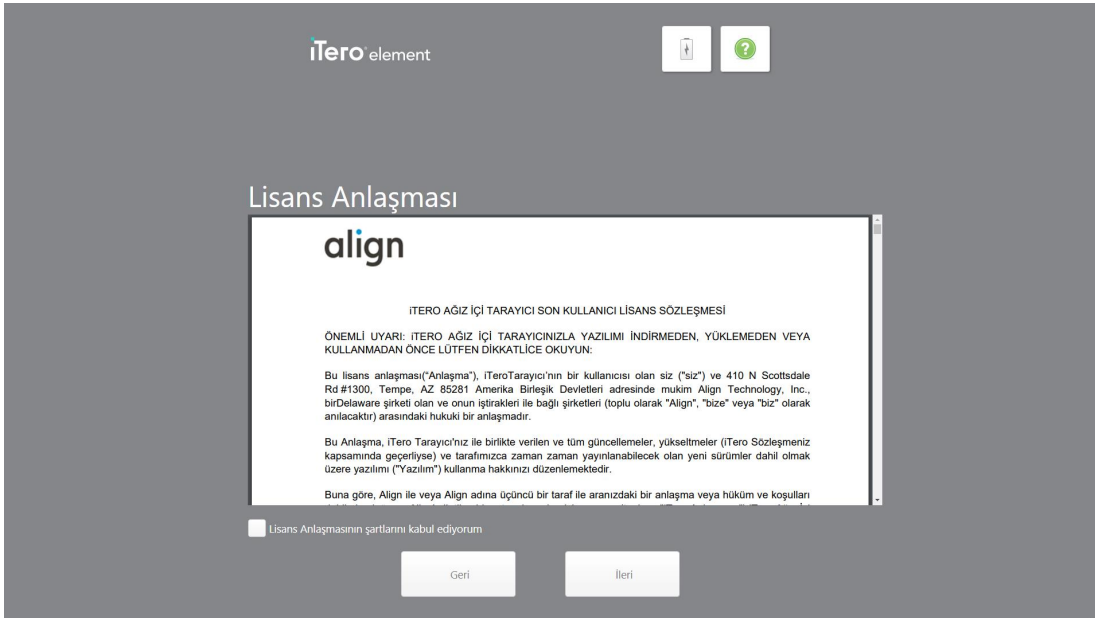 iTero element
?
Lisans Anlaşması
align
iTERO AĞIZ İÇİ TARAYICI SON KULLANICI LİSANS SÖZLEŞMESİ
ÖNEMLİ UYARI: iTERO AĞIZ İÇİ TARAYICINIZLA YAZILIMI İNDİRMEDEN, YÜKLEMEDEN VEYA
KULLANMADAN ÖNCE LÜTFEN DİKKATLİCE OKUYUN:
Bu lisans anlaşması("Anlaşma"), iTeroTarayıcı'nın bir kullanıcısı olan siz ("siz") ve 410 N Scottsdale
Rd #1300, Tempe, AZ 85281 Amerika Birleşik Devletleri adresinde mukim Align Technology, Inc.,
birDelaware şirketi olan ve onun iştirakleri ile bağlı şirketleri (toplu olarak "Align", "bize" veya "biz" olarak
anılacaktır) arasındaki hukuki bir anlaşmadır.
Bu Anlaşma, iTero Tarayıcı'nız ile birlikte verilen ve tüm güncellemeler, yükseltmeler (iTero Sözleşmeniz
kapsamında geçerliyse) ve tarafımızca zaman zaman yayınlanabilecek olan yeni sürümler dahil olmak
üzere yazılımı ("Yazılım") kullanma hakkınızı düzenlemektedir.
Buna göre, Align ile veya Align adına üçüncü bir taraf ile aranızdaki bir anlaşma veya hüküm ve koşulları
Lisans Anlaşmasının şartlarını kabul ediyorum
Geri
İleri